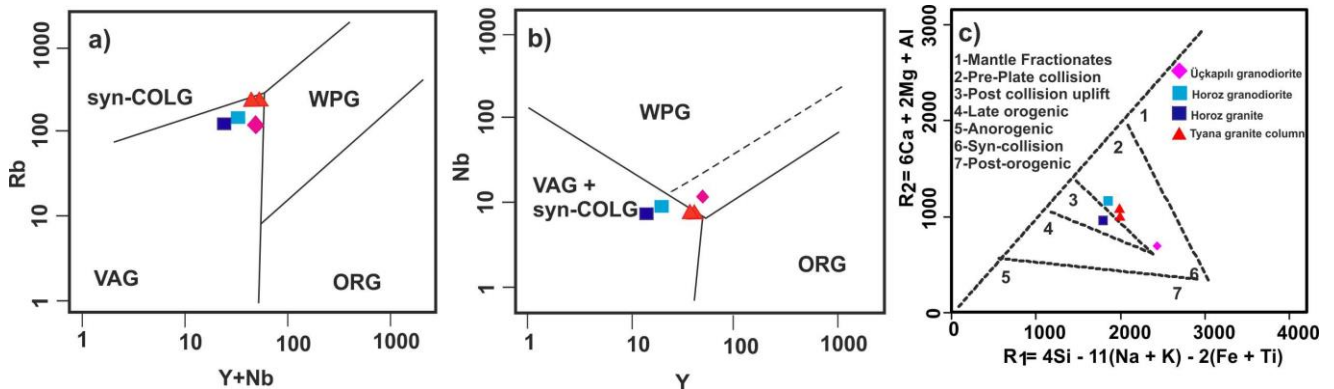 a)
1000
100
10
1
Rb
syn-COLG
WPG
VAG
ORG
1
10
100
1000
Y+Nb
b)
1000
100
10
1
Nb
WPG
VAG +
syn-COLG
ORG
1
10
100
1000
Y
c)
3000
2000
1000
0
R2= 6Ca + 2Mg + Al
1-Mantle Fractionates
2-Pre-Plate collision
3-Post collision uplift
4-Late orogenic
5-Anorogenic
6-Syn-collision
7-Post-orogenic
Üçkapılı granodiorite
Horoz granodiorite
Horoz granite
Tyana granite column
1
2
3
4
5
6
7
0
1000
2000
3000
4000
R1= 4Si - 11(Na + K) - 2(Fe + Ti)